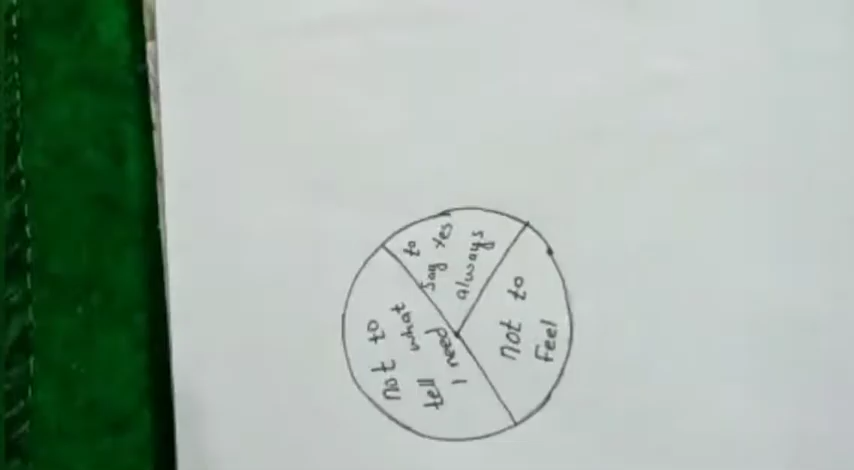 not to
tell what
I need
to
say yes
always
not to
Feel